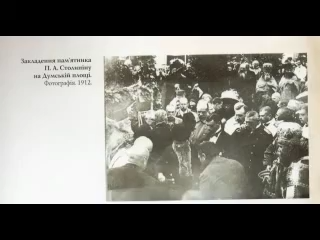 Закладення пам'ятника
П. А. Столипіну
на Думській площі.
Фотографія. 1912.